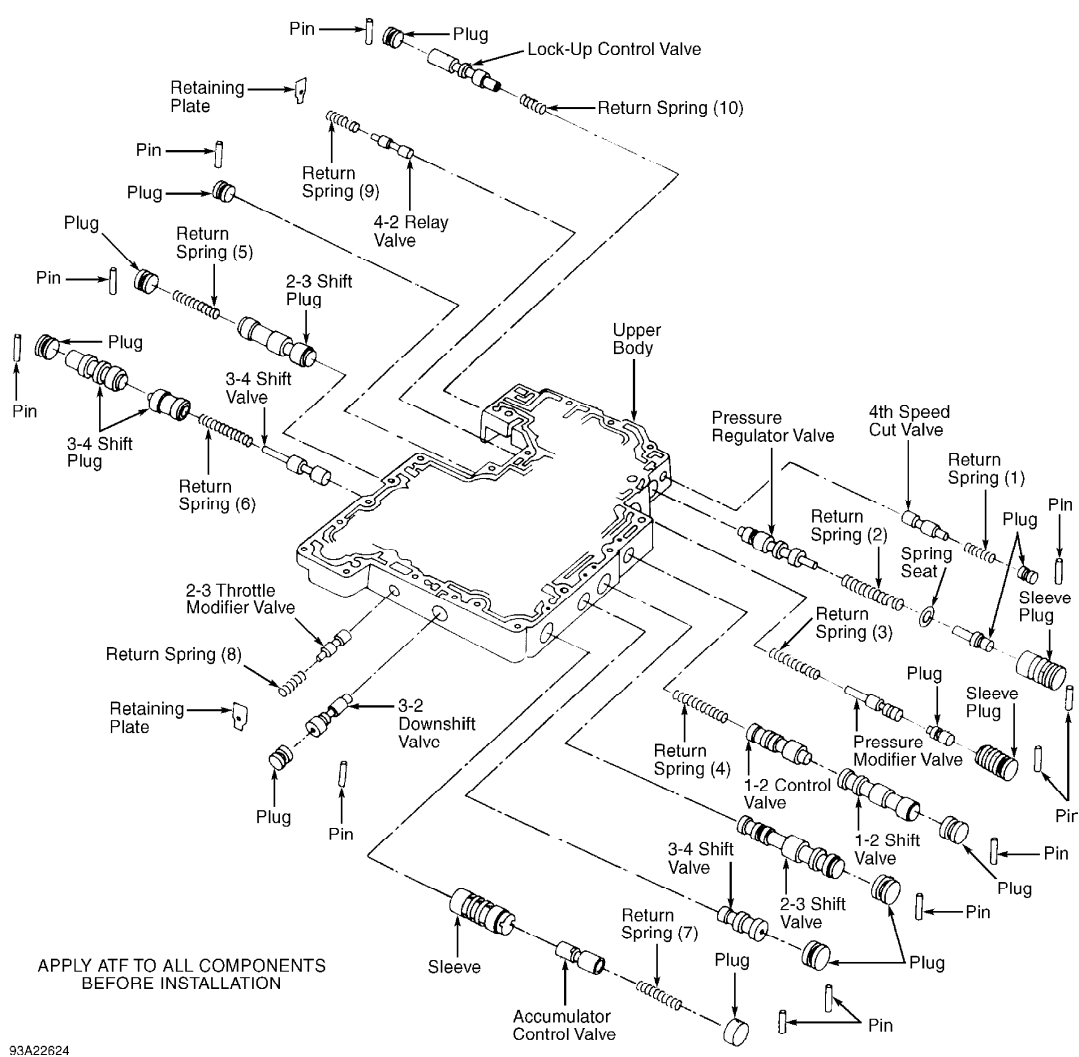 Pin
Plug
Lock-Up Control Valve
Retaining
Plate
Return Spring (10)
Pin
Return
Spring (9)
Plug
4-2 Relay
Valve
Plug
Return
Spring (5)
Pin
2-3 Shift
Plug
Plug
Upper
Body
3-4 Shift
Valve
Pin
3-4 Shift
Plug
Pressure
Regulator Valve
4th Speed
Cut Valve
Return
Spring (1)
Return
Spring (6)
Return
Spring (2)
Plug
Pin
Spring
Seat
2-3 Throttle
Modifier Valve
Sleeve
Plug
Return
Spring (3)
Return Spring (8)
Retaining
Plate
3-2
Downshift
Valve
Plug
Sleeve
Plug
Return
Spring (4)
Pressure
Modifier Valve
1-2 Control
Valve
Plug
Pin
Pin
1-2 Shift
Valve
Pin
3-4 Shift
Valve
Plug
2-3 Shift
Valve
Pin
Return
Spring (7)
Plug
Plug
Sleeve
APPLY ATF TO ALL COMPONENTS
BEFORE INSTALLATION
Accumulator
Control Valve
Pin
93A22624